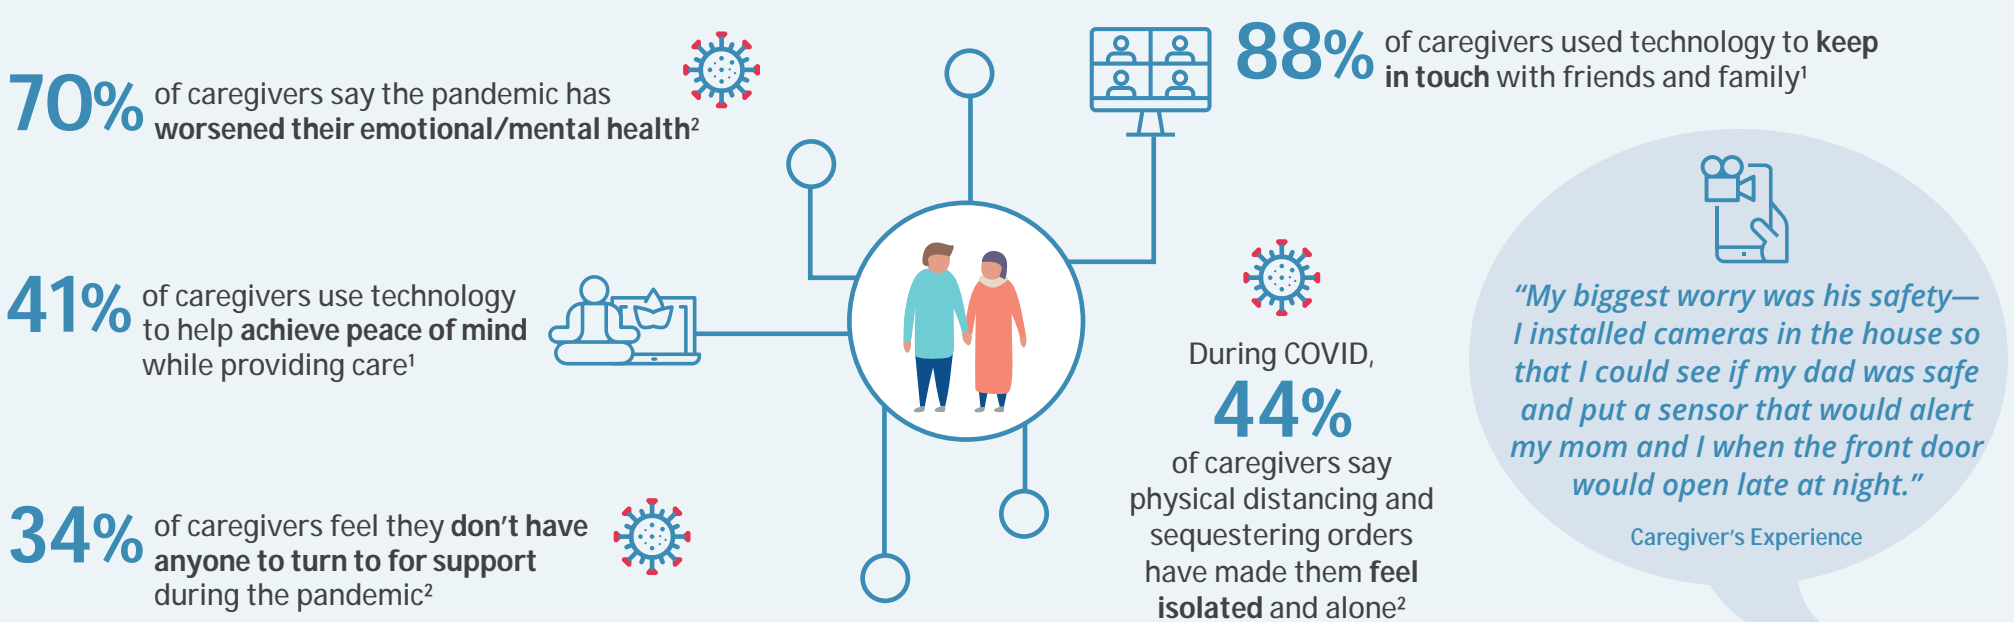 70% of caregivers say the pandemic has
worsened their emotional/mental health²
41% of caregivers use technology
to help achieve peace of mind
while providing care¹
34% of caregivers feel they don't have
anyone to turn to for support
during the pandemic²
88% of caregivers used technology to keep
in touch with friends and family¹
During COVID,
44%
of caregivers say
physical distancing and
sequestering orders
have made them feel
isolated and alone²
“My biggest worry was his safety—
I installed cameras in the house so
that I could see if my dad was safe
and put a sensor that would alert
my mom and I when the front door
would open late at night.”
Caregiver's Experience